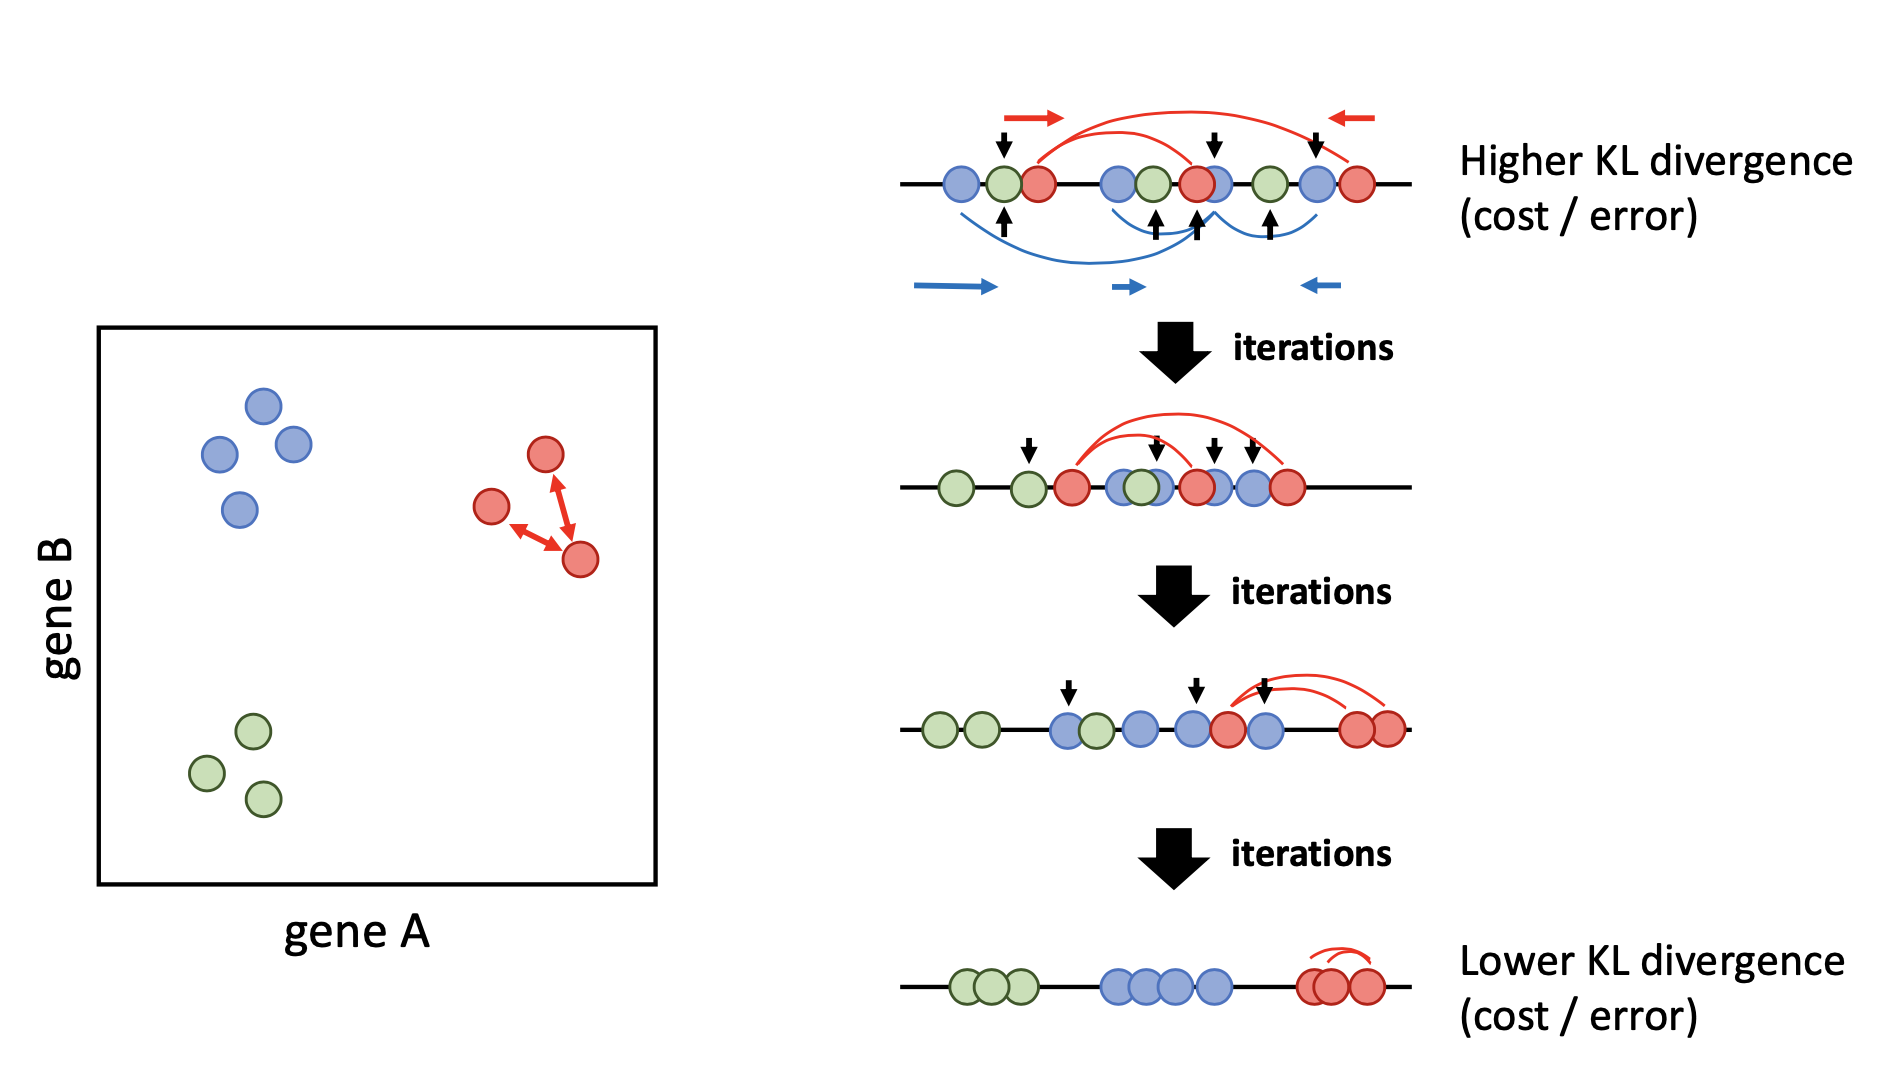 gene B
gene A
Higher KL divergence
(cost / error)
iterations
iterations
iterations
Lower KL divergence
(cost / error)